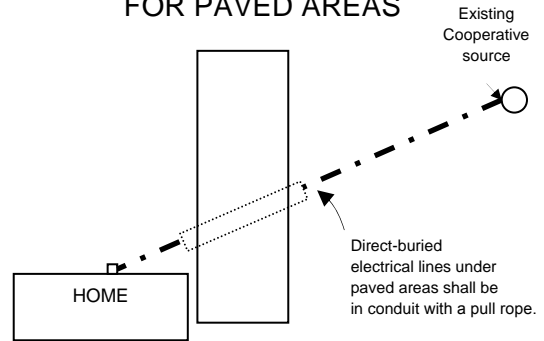 FOR PAVED AREAS
Existing
Cooperative
source
Direct-buried
electrical lines under
paved areas shall be
in conduit with a pull rope.
HOME